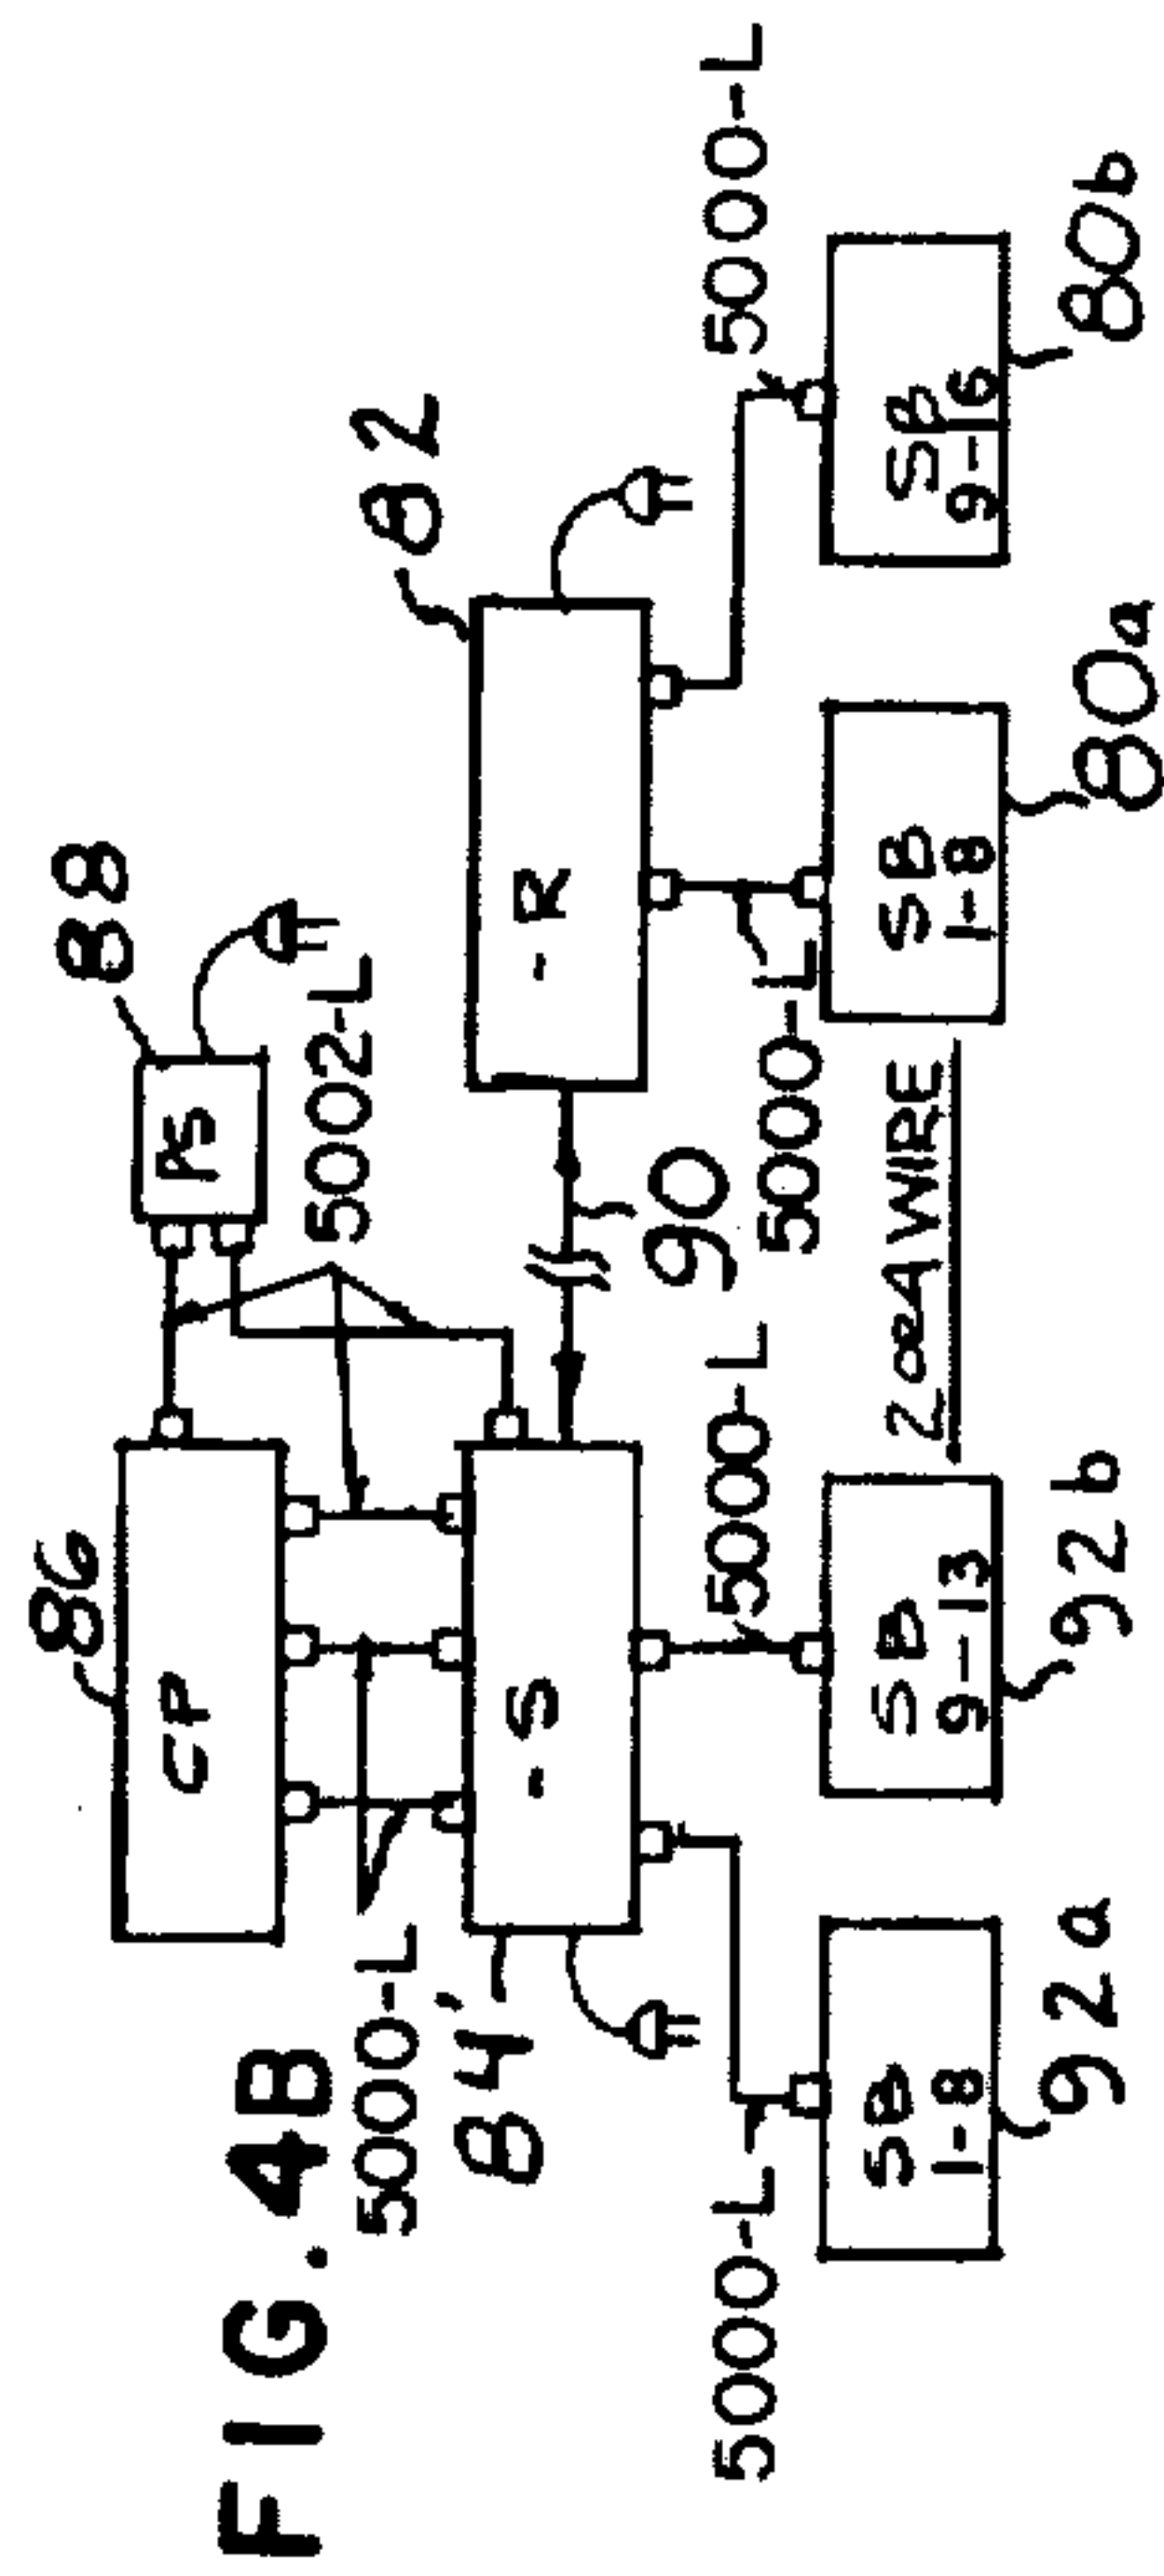 FIG. 4B
86
88
CP
PS
5000-L
5002-L
82
84'
-S
-R
90
5000-L
5000-L
5000-L
5000-L
SB
1-8
SB
9-13
2 OR 4 WIRE
SB
1-8
SB
9-16
92a
92b
80a
80b